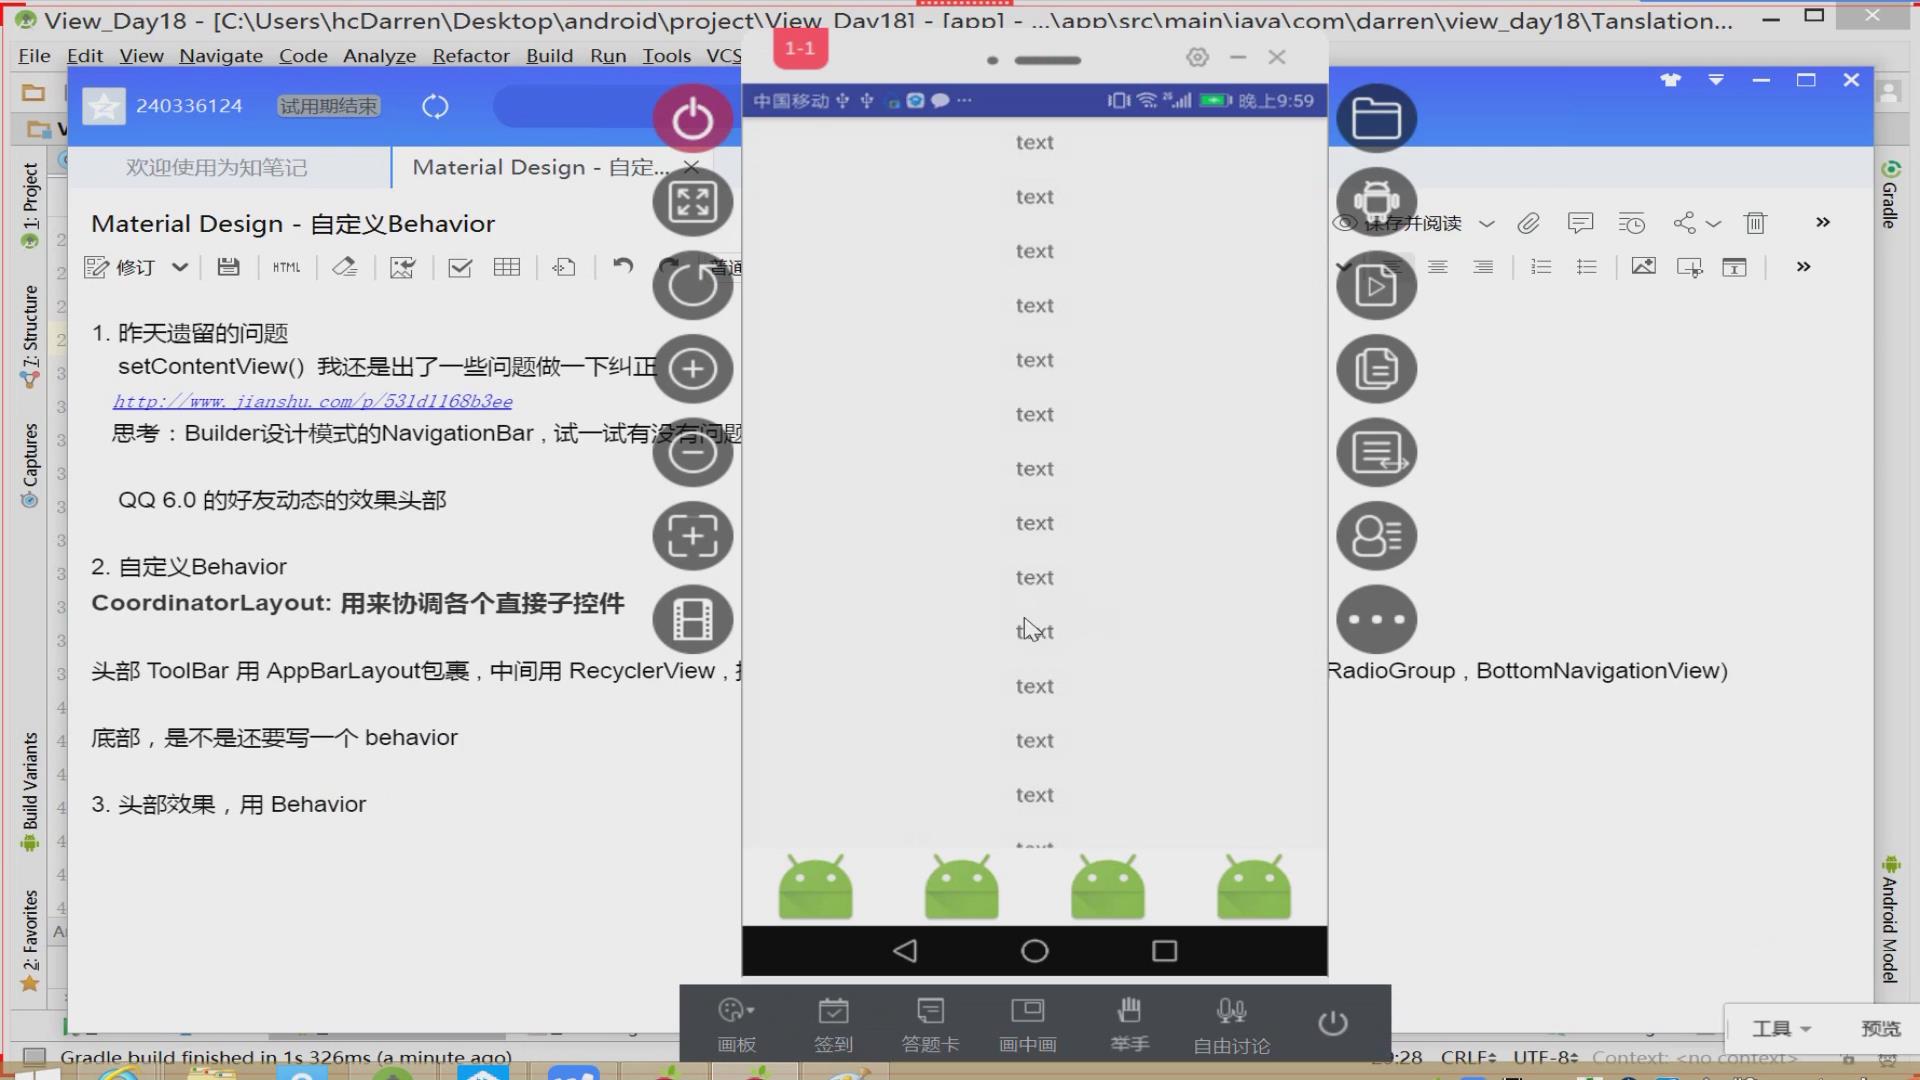 View_Day18 - [C:\Users\hcDarren\Desktop\android\project\View_Day18] - [app] - ...\app\src\main\java\com\darren\view_day18\Tanslation...
File Edit View Navigate Code Analyze Refactor Build Run Tools VCS
1-1
240336124 试用期结束
中国移动 晚上9:59
欢迎使用为知笔记
Material Design - 自定...
Material Design - 自定义Behavior
保存并阅读
修订
HTML
普通
1: Project
7: Structure
Captures
Build Variants
2: Favorites
Gradle
Android Model
1. 昨天遗留的问题
setContentView() 我还是出了一些问题做一下纠正
http://www.jianshu.com/p/531d1168b3ee
思考：Builder设计模式的NavigationBar , 试一试有没有问题
QQ 6.0 的好友动态的效果头部
2. 自定义Behavior
CoordinatorLayout: 用来协调各个直接子控件
头部 ToolBar 用 AppBarLayout包裹 , 中间用 RecyclerView ,
RadioGroup , BottomNavigationView)
底部 , 是不是还要写一个 behavior
3. 头部效果 , 用 Behavior
text
text
text
text
text
text
text
text
text
text
text
text
text
text
画板 签到 答题卡 画中画 举手 自由讨论
工具 预览
Gradle build finished in 1s 326ms (a minute ago)
:28 CRLF UTF-8 Context: <no context>